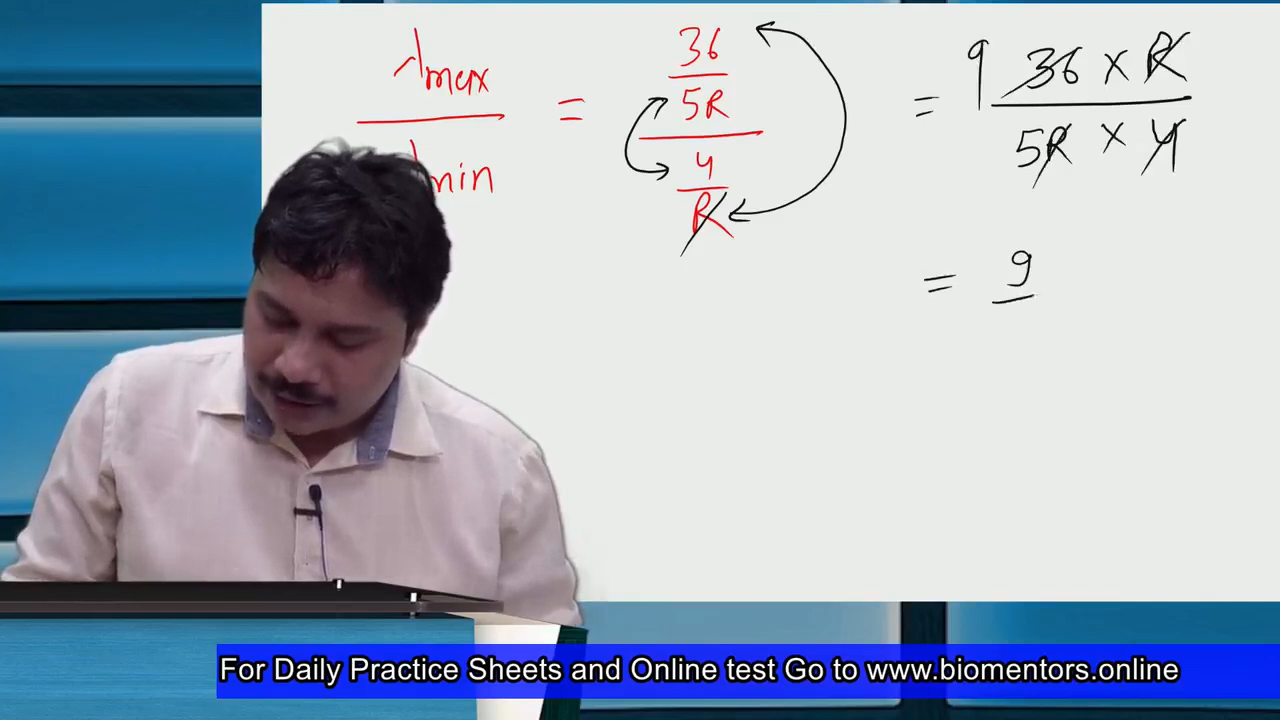 λmax / λmin = (36/5R) / (4/R) = 9 36 × R / 5R × 4
= 9
For Daily Practice Sheets and Online test Go to www.biomentors.online